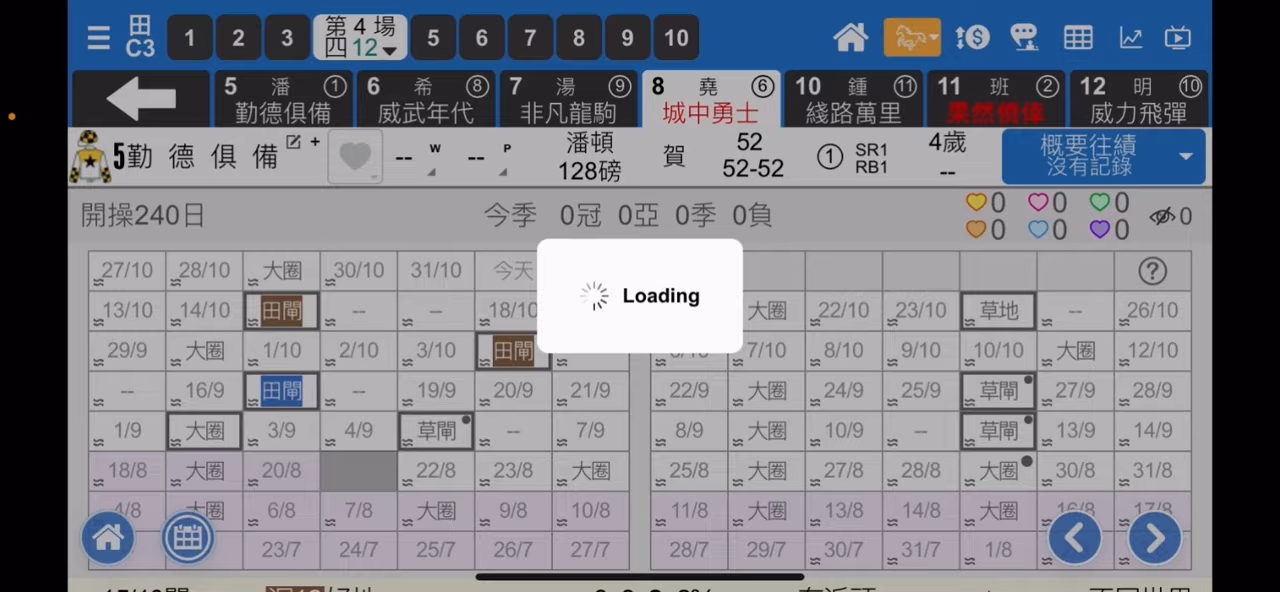 田 C3 1 2 3 第4場 四12 5 6 7 8 9 10
5 潘 ① 勤德俱備
6 希 ⑧ 威武年代
7 湯 ⑨ 非凡龍駒
8 堯 ⑥ 城中勇士
10 鍾 ⑪ 綫路萬里
11 班 ② 果然僥倖
12 明 ⑩ 威力飛彈
5勤德俱備 + -- W -- P 潘頓 128磅 賀 52 52-52 ① SR1 RB1 4歲 --
概要往績
沒有記錄
開操240日 今季 0冠 0亞 0季 0負 0 0 0 0 0 0 0
27/10 28/10 大圈 30/10 31/10 今天 ?
13/10 14/10 田閘 -- -- 18/10 大圈 22/10 23/10 草地 -- 26/10
29/9 大圈 1/10 2/10 3/10 田閘 7/10 8/10 9/10 10/10 大圈 12/10
-- 16/9 田閘 -- 19/9 20/9 21/9 22/9 大圈 24/9 25/9 草閘 27/9 28/9
1/9 大圈 3/9 4/9 草閘 -- 7/9 8/9 大圈 10/9 -- 草閘 13/9 14/9
18/8 大圈 20/8 22/8 23/8 大圈 25/8 大圈 27/8 28/8 大圈 30/8 31/8
4/8 大圈 6/8 7/8 大圈 9/8 10/8 11/8 大圈 13/8 14/8 大圈 16/8 17/8
23/7 24/7 25/7 26/7 27/7 28/7 29/7 30/7 31/7 1/8
Loading